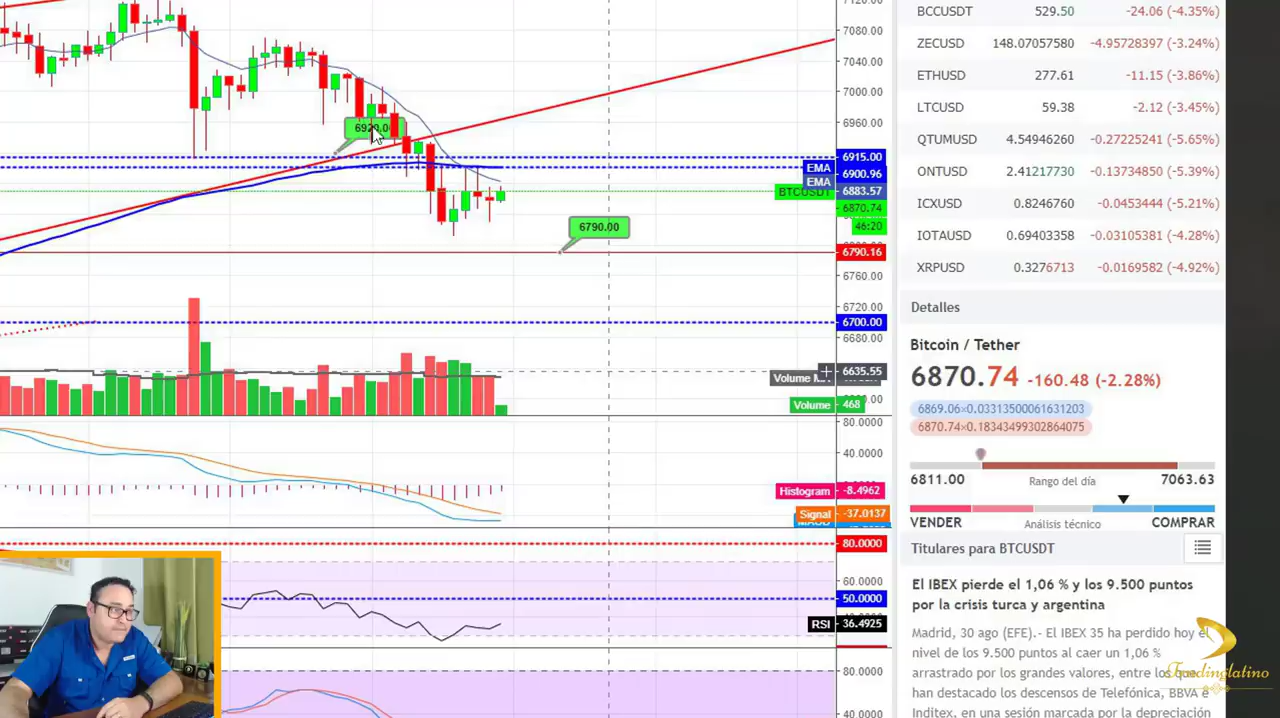 7120.00
7080.00
7040.00
7000.00
6960.00
6915.00
EMA
6900.96
EMA
6883.57
BTCUSDT
6870.74
46:20
6790.00
6790.16
6760.00
6720.00
6700.00
6680.00
6635.55
Volume
Volume 468
80.0000
40.0000
Histogram -8.4962
Signal -37.0137
MACD
80.0000
60.0000
50.0000
RSI 36.4925
80.0000
40.0000
BCCUSDT 529.50 -24.06 (-4.35%)
ZECUSD 148.07057580 -4.95728397 (-3.24%)
ETHUSD 277.61 -11.15 (-3.86%)
LTCUSD 59.38 -2.12 (-3.45%)
QTUMUSD 4.54946064 -0.27225241 (-5.65%)
ONTUSD 2.41217730 -0.13734850 (-5.39%)
ICXUSD 0.8246760 -0.0453444 (-5.21%)
IOTAUSD 0.69403358 -0.03105381 (-4.28%)
XRPUSD 0.3276713 -0.0169582 (-4.92%)
Detalles
Bitcoin / Tether
6870.74 -160.48 (-2.28%)
6869.06×0.03313500061631203
6870.74×0.18343499302864075
6811.00 Rango del día 7063.63
VENDER Análisis técnico COMPRAR
Titulares para BTCUSDT
El IBEX pierde el 1,06 % y los 9.500 puntos
por la crisis turca y argentina
Madrid, 30 ago (EFE).- El IBEX 35 ha perdido hoy el
nivel de los 9.500 puntos al caer un 1,06 %
arrastrado por los grandes valores, entre los que
han destacado los descensos de Telefónica, BBVA e
Inditex, en una sesión marcada por la depreciación
Tradinglatino